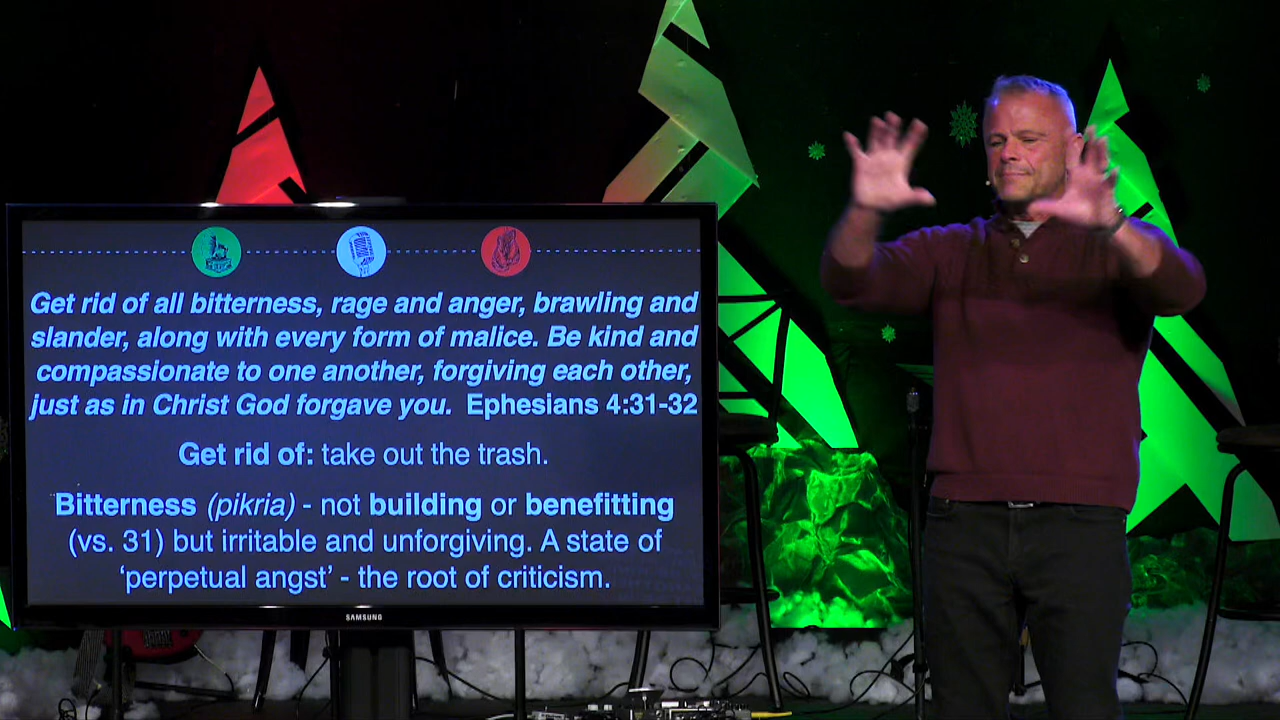 Get rid of all bitterness, rage and anger, brawling and
slander, along with every form of malice. Be kind and
compassionate to one another, forgiving each other,
just as in Christ God forgave you. Ephesians 4:31-32
Get rid of: take out the trash.
Bitterness (pikria) - not building or benefitting
(vs. 31) but irritable and unforgiving. A state of
‘perpetual angst’ - the root of criticism.
SAMSUNG